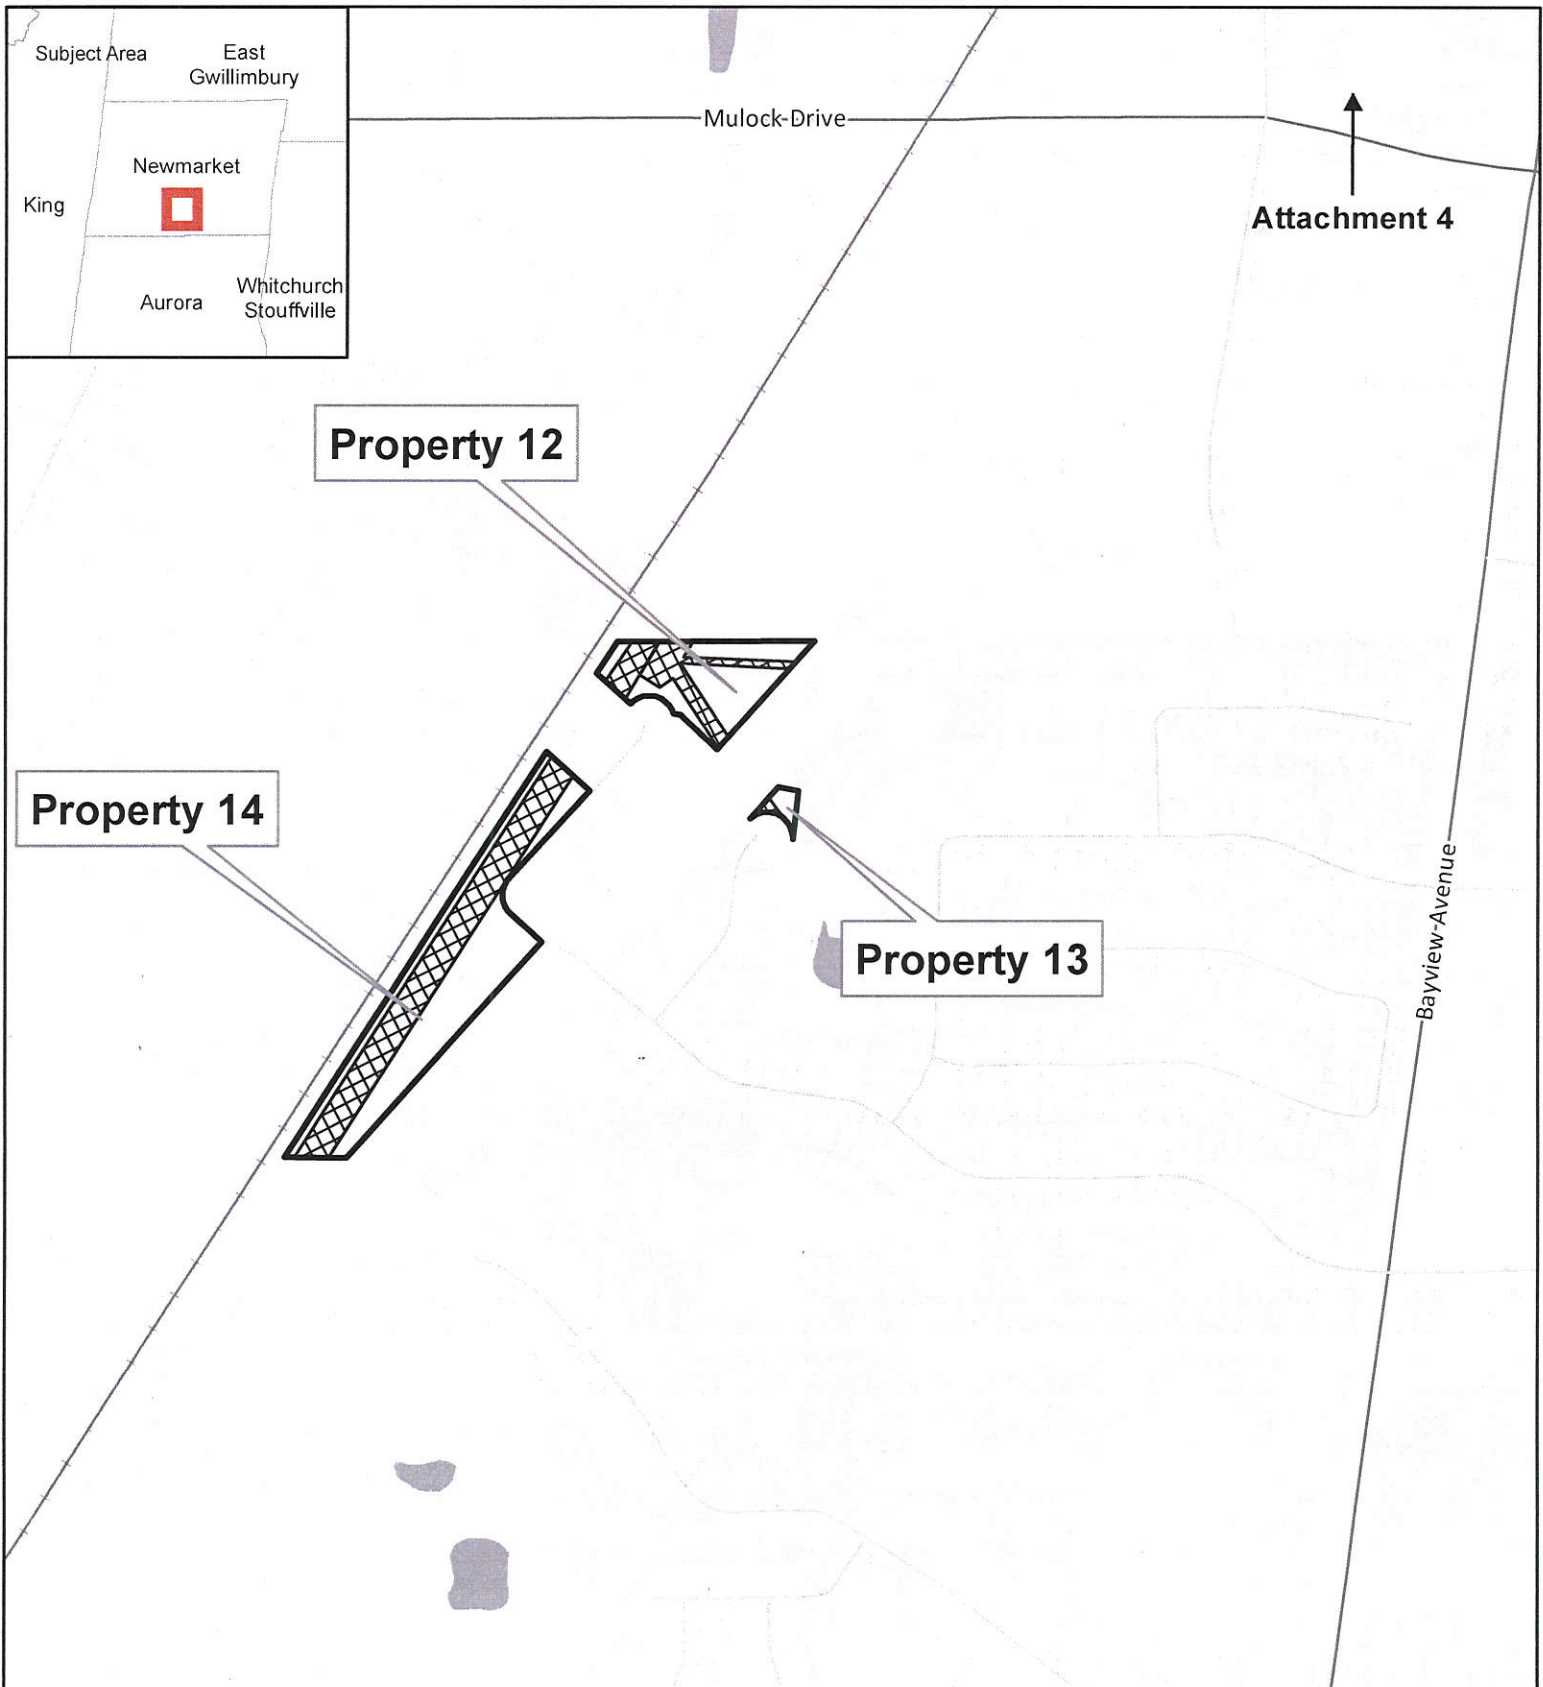 Subject Area
East
Gwillimbury
Newmarket
King
Aurora
Whitchurch
Stouffville
Mulock-Drive
Attachment 4
Property 12
Property 14
Property 13
Bayview-Avenue